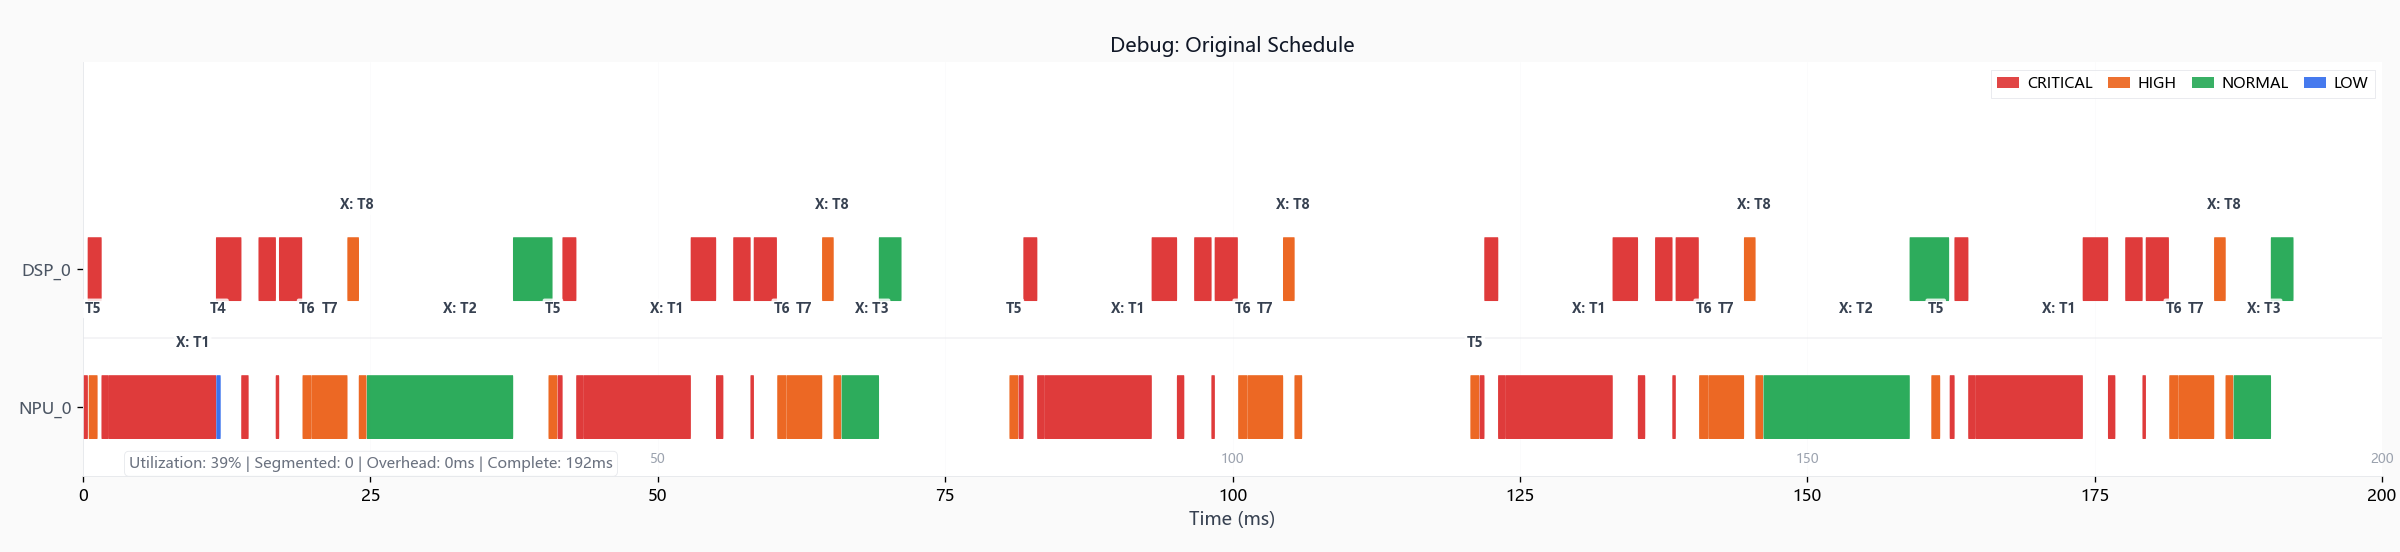 Debug: Original Schedule
CRITICAL HIGH NORMAL LOW
X: T8 X: T8 X: T8 X: T8 X: T8
DSP_0
T5 T4 T6 T7 X: T2 T5 X: T1 T6 T7 X: T3 T5 X: T1 T6 T7 X: T1 T6 T7 X: T2 T5 X: T1 T6 T7 X: T3
X: T1 T5
NPU_0
Utilization: 39% | Segmented: 0 | Overhead: 0ms | Complete: 192ms
50 100 150 200
0 25 50 75 100 125 150 175 200
Time (ms)